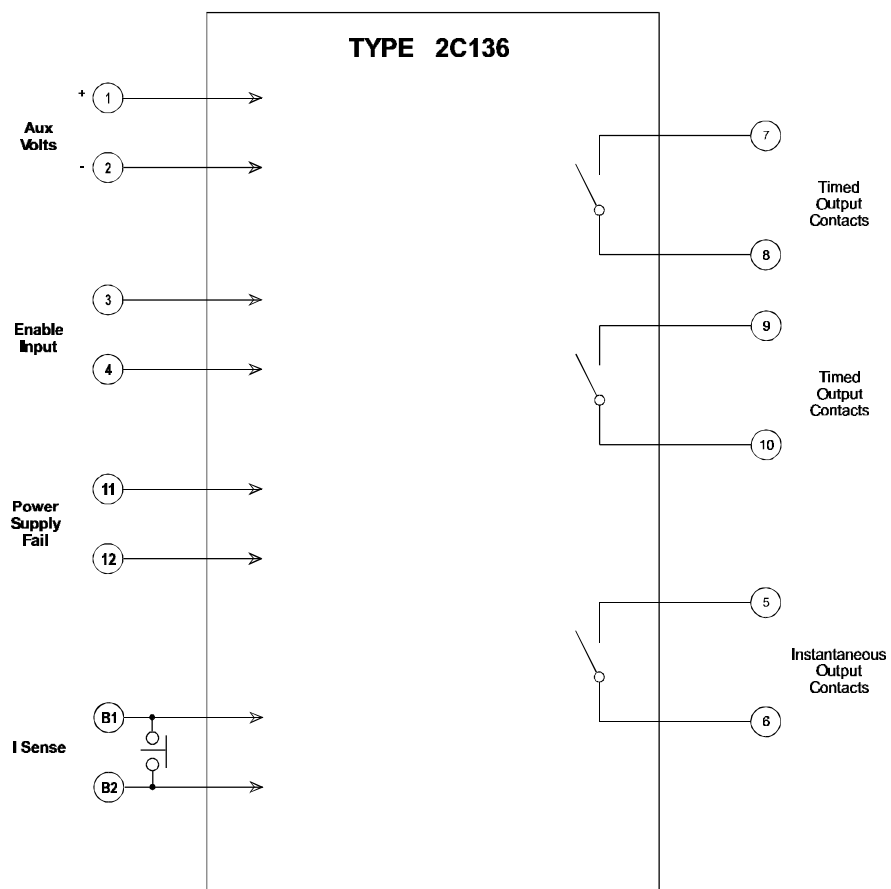 TYPE 2C136
+
1
Aux
Volts
-
2
3
Enable
Input
4
11
Power
Supply
Fail
12
B1
I Sense
B2
7
Timed
Output
Contacts
8
9
Timed
Output
Contacts
10
5
Instantaneous
Output
Contacts
6